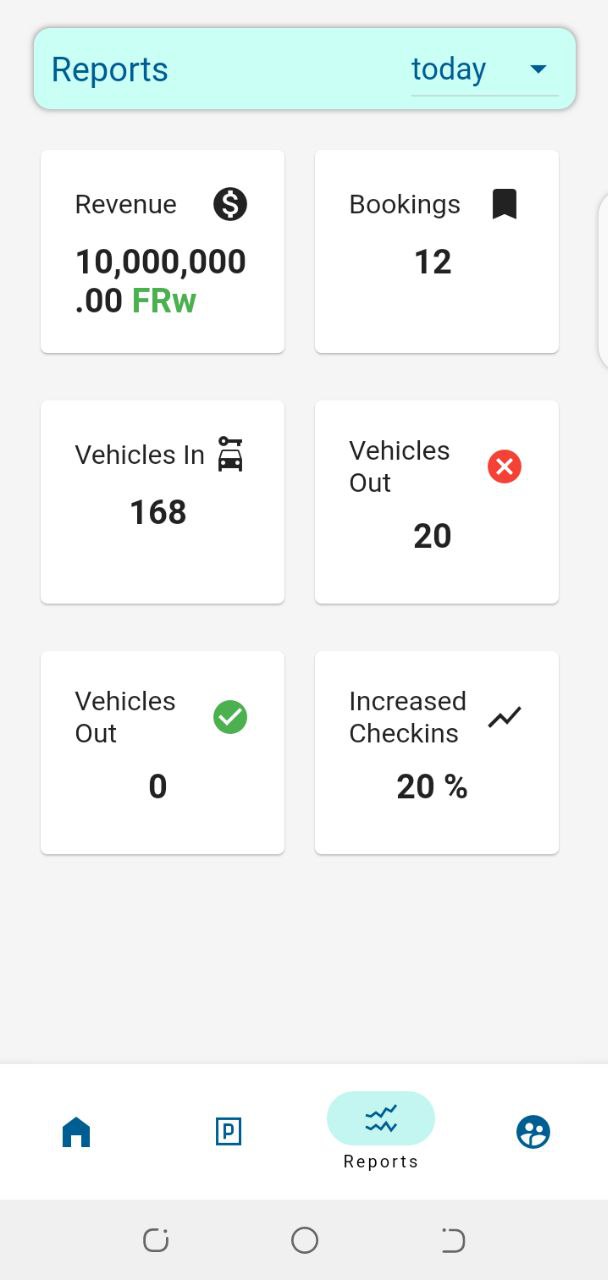 Reports
today
Revenue
10,000,000
.00 FRw
Bookings
12
Vehicles In
168
Vehicles
Out
20
Vehicles
Out
0
Increased
Checkins
20 %
P
Reports